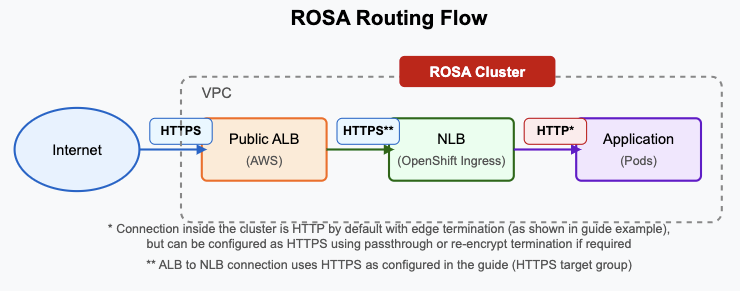 ROSA Routing Flow
ROSA Cluster
VPC
Internet
HTTPS
Public ALB
(AWS)
HTTPS**
NLB
(OpenShift Ingress)
HTTP*
Application
(Pods)
* Connection inside the cluster is HTTP by default with edge termination (as shown in guide example),
but can be configured as HTTPS using passthrough or re-encrypt termination if required
** ALB to NLB connection uses HTTPS as configured in the guide (HTTPS target group)